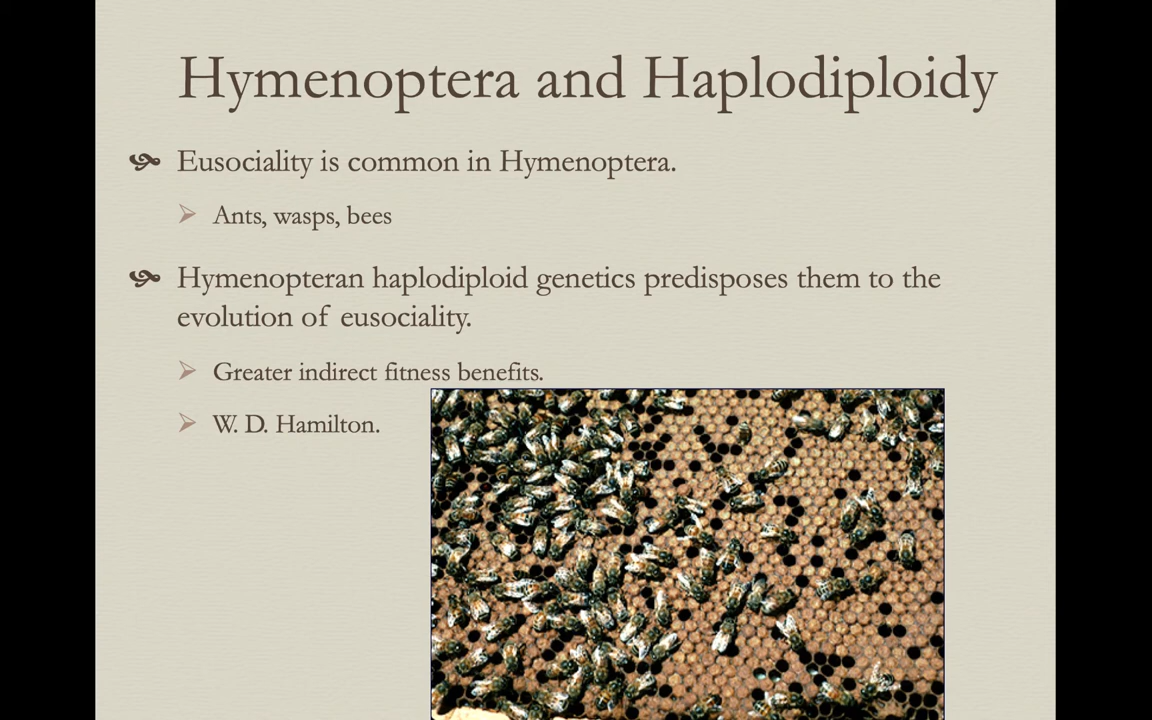 Hymenoptera and Haplodiploidy
Eusociality is common in Hymenoptera.
Ants, wasps, bees
Hymenopteran haplodiploid genetics predisposes them to the
evolution of eusociality.
Greater indirect fitness benefits.
W. D. Hamilton.